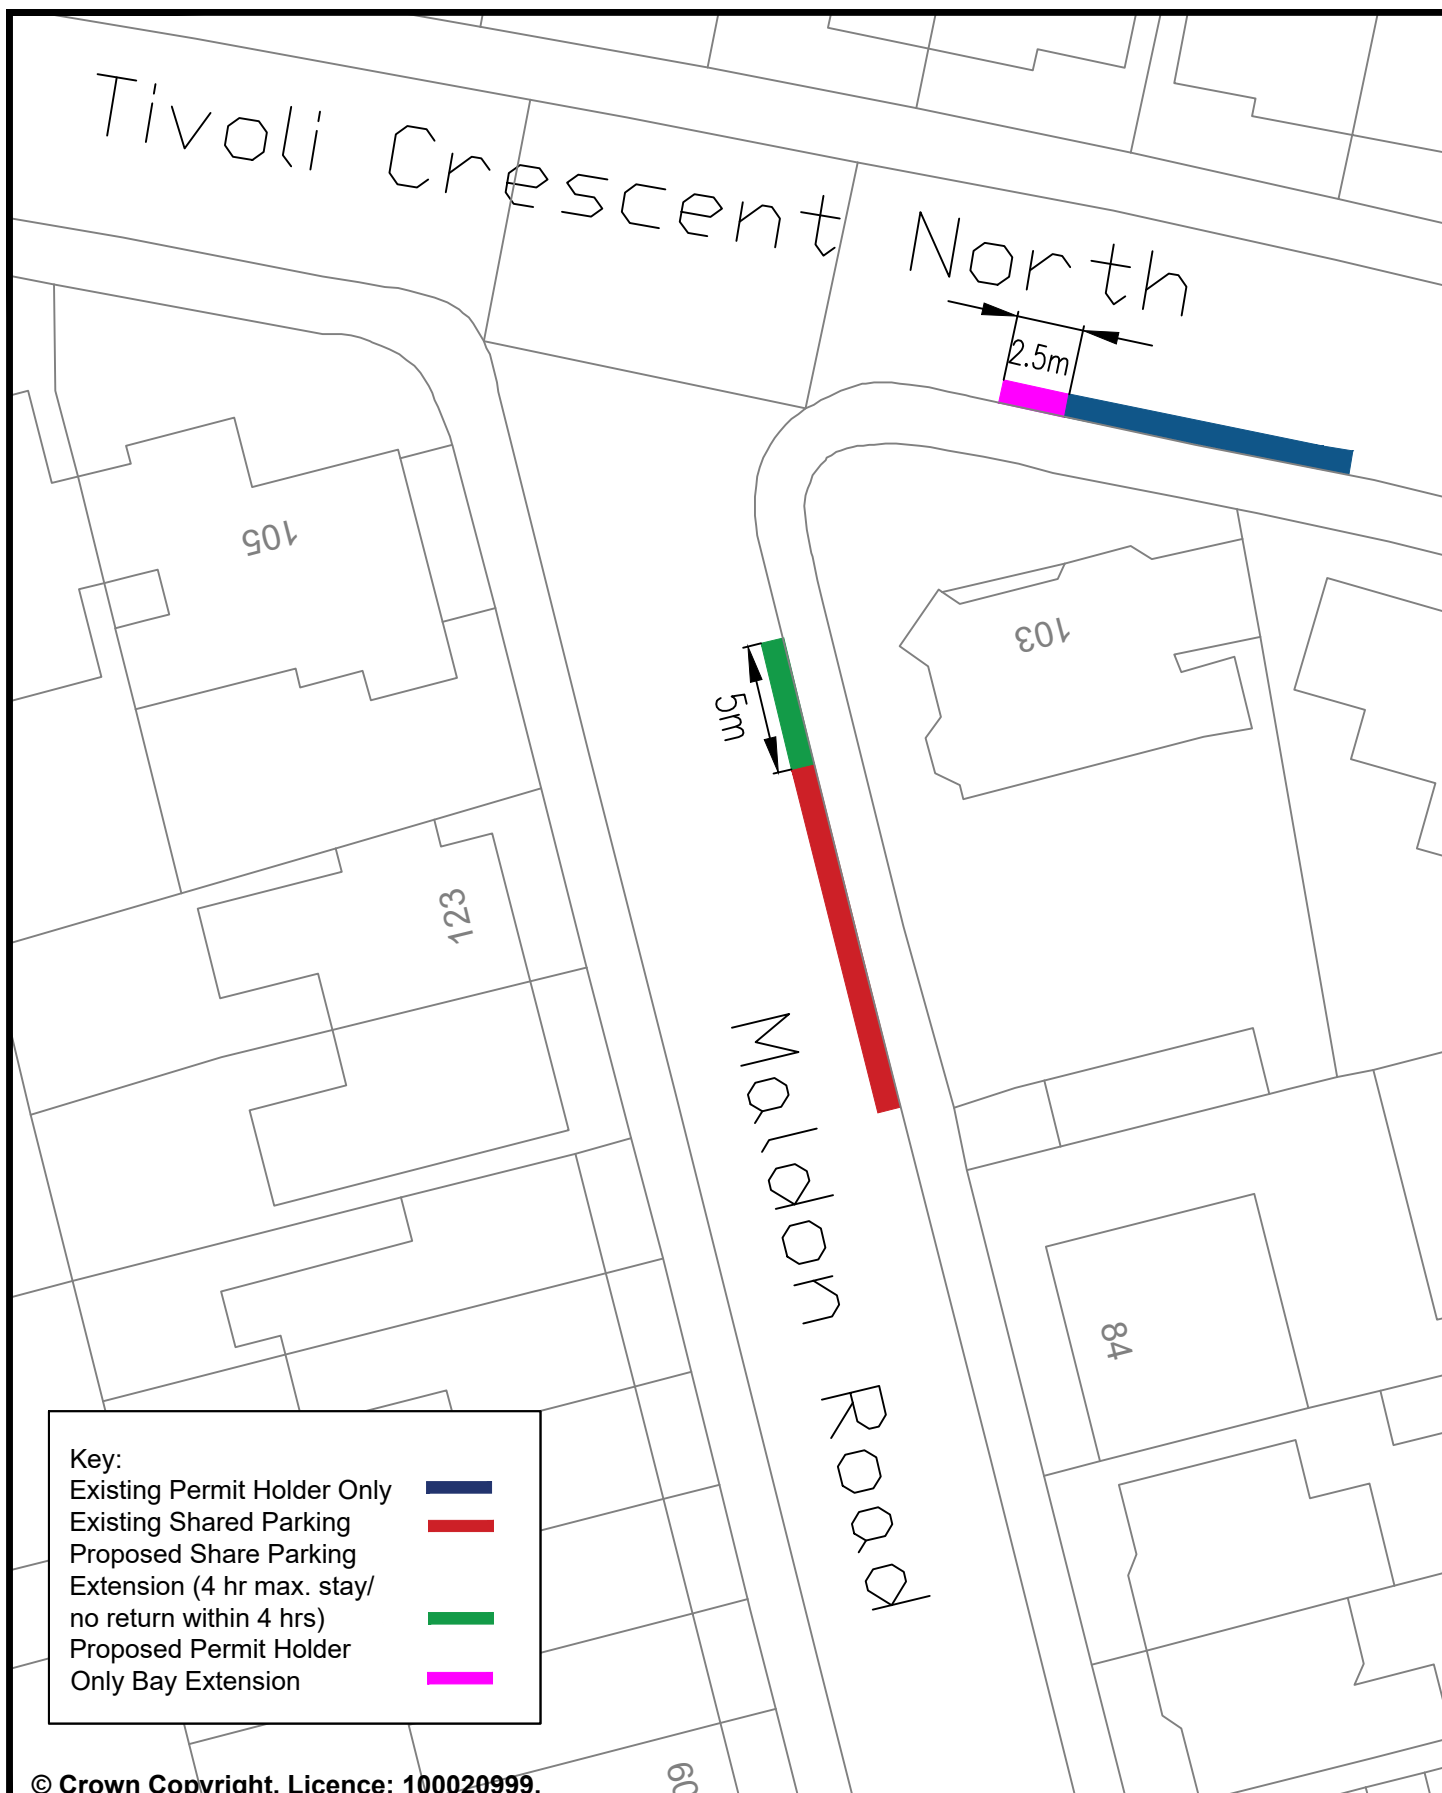 Tivoli Crescent North
2.5m
105
103
5m
123
Maldon Road
84
Key:
Existing Permit Holder Only
Existing Shared Parking
Proposed Share Parking
Extension (4 hr max. stay/
no return within 4 hrs)
Proposed Permit Holder
Only Bay Extension
60
© Crown Copyright. Licence: 100020999.